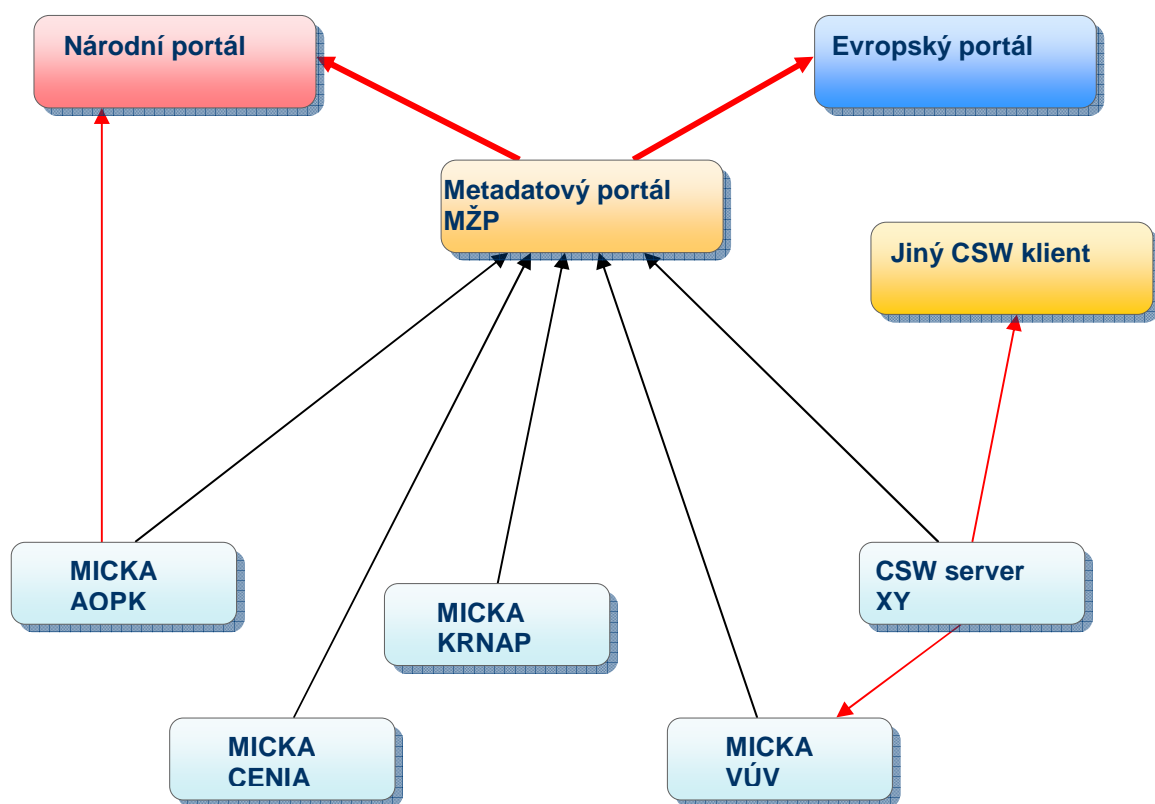 Národní portál
Evropský portál
Metadatový portál
MŽP
Jiný CSW klient
MICKA
AOPK
MICKA
KRNAP
CSW server
XY
MICKA
CENIA
MICKA
VÚV